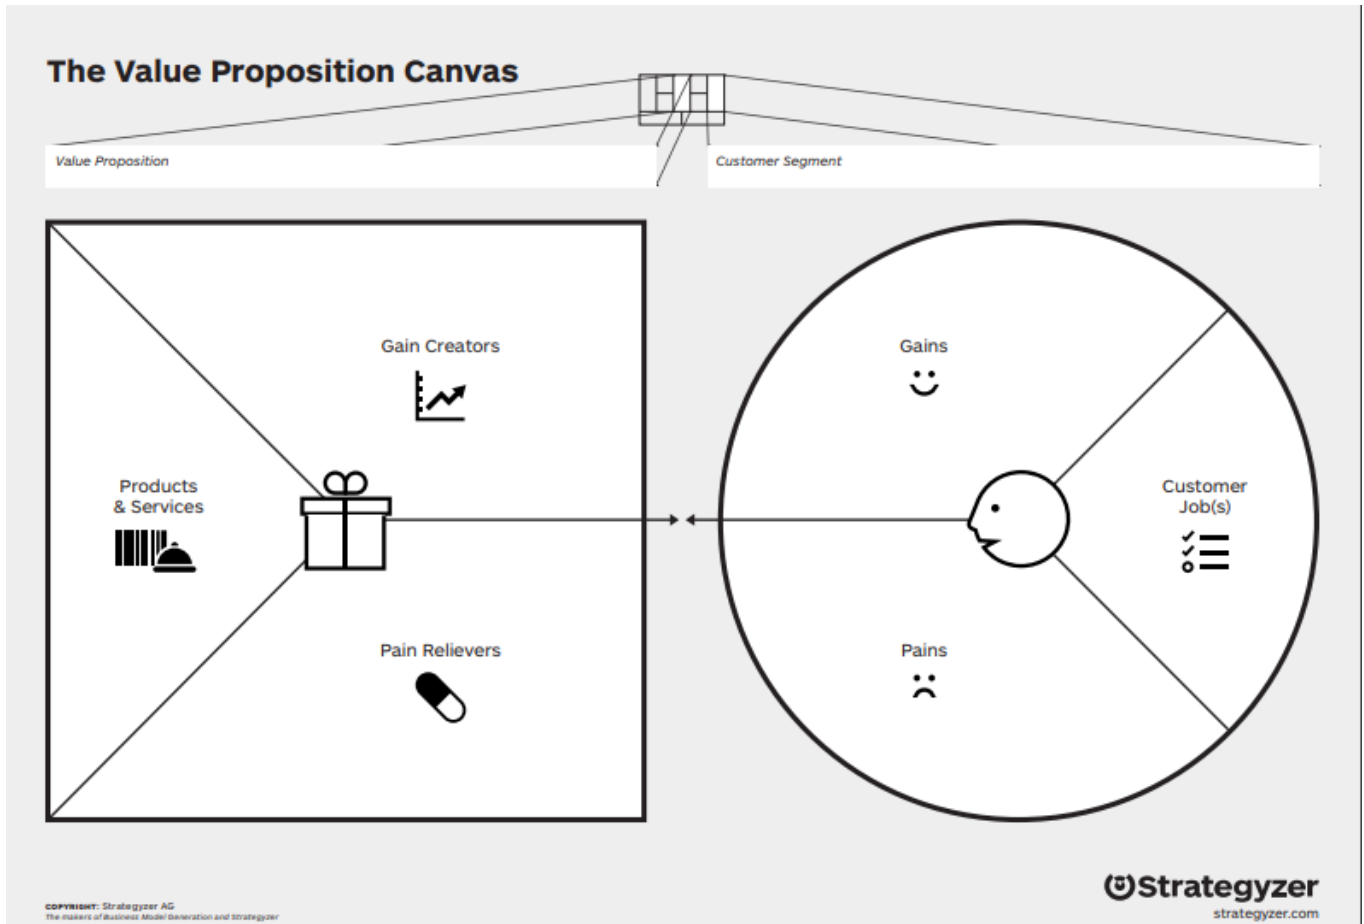 The Value Proposition Canvas
Value Proposition
Customer Segment
Gain Creators
Gains
Products
& Services
Customer
Job(s)
Pain Relievers
Pains
Strategyzer
strategyzer.com
COPYRIGHT: Strategyzer AG
The makers of Business Model Generation and Strategyzer